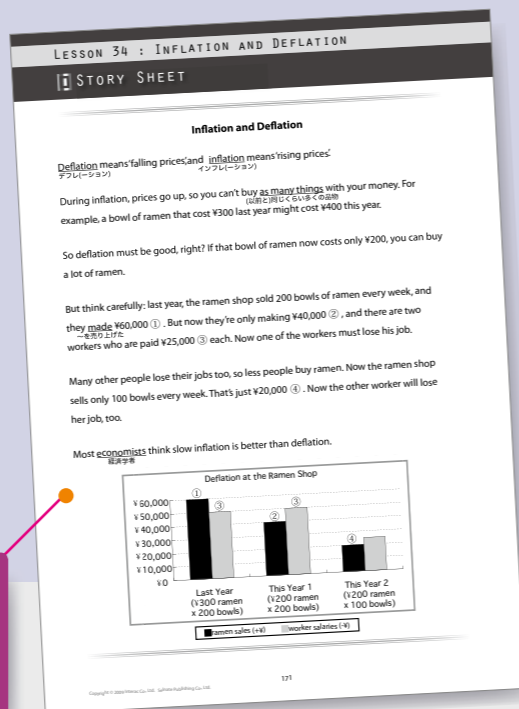 LESSON 34 : INFLATION AND DEFLATION
STORY SHEET
Inflation and Deflation
Deflation means 'falling prices', and inflation means 'rising prices'.
デフレ(ーション) インフレ(ーション)
During inflation, prices go up, so you can't buy as many things with your money. For
(以前と)同じくらい多くの品物
example, a bowl of ramen that cost ¥300 last year might cost ¥400 this year.
So deflation must be good, right? If that bowl of ramen now costs only ¥200, you can buy
a lot of ramen.
But think carefully: last year, the ramen shop sold 200 bowls of ramen every week, and
they made ¥60,000 ①. But now they're only making ¥40,000 ②, and there are two
〜を売り上げた
workers who are paid ¥25,000 ③ each. Now one of the workers must lose his job.
Many other people lose their jobs too, so less people buy ramen. Now the ramen shop
sells only 100 bowls every week. That's just ¥20,000 ④. Now the other worker will lose
her job, too.
Most economists think slow inflation is better than deflation.
経済学者
Deflation at the Ramen Shop
① ③ ② ③ ④
¥60,000
¥50,000
¥40,000
¥30,000
¥20,000
¥10,000
¥0
Last Year
(¥300 ramen
x 200 bowls)
This Year 1
(¥200 ramen
x 200 bowls)
This Year 2
(¥200 ramen
x 100 bowls)
ramen sales (+¥) worker salaries (-¥)
171